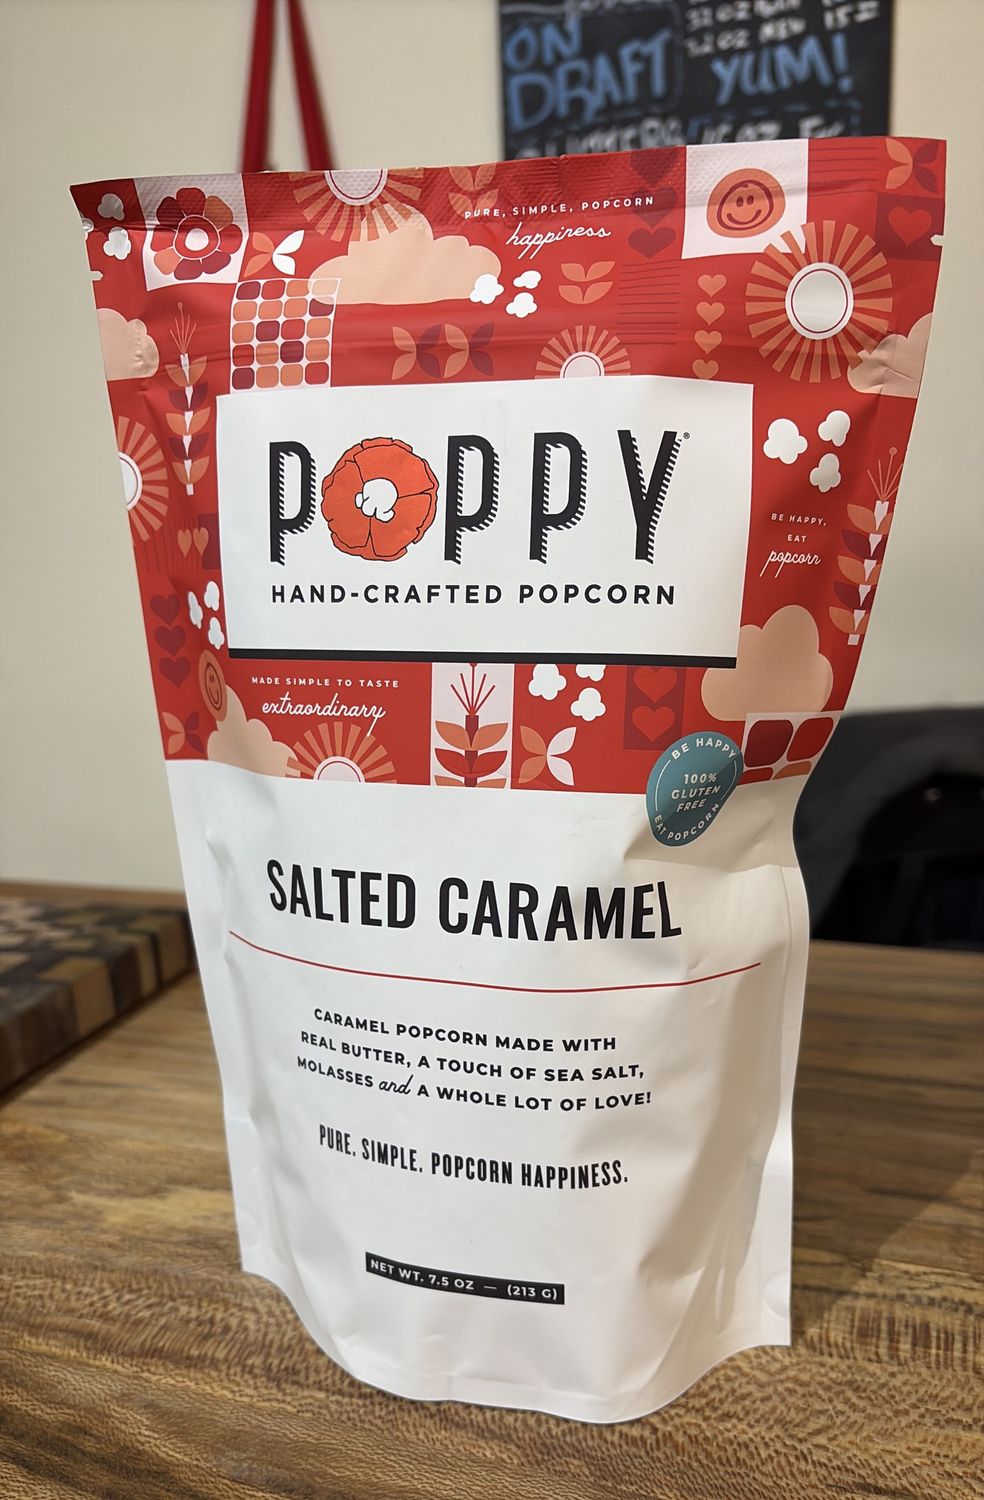 ON
DRAFT
YUM!
PURE, SIMPLE, POPCORN
happiness
POPPY®
HAND-CRAFTED POPCORN
BE HAPPY,
EAT
popcorn
MADE SIMPLE TO TASTE
extraordinary
BE HAPPY
100%
GLUTEN
FREE
EAT POPCORN
SALTED CARAMEL
CARAMEL POPCORN MADE WITH
REAL BUTTER, A TOUCH OF SEA SALT,
MOLASSES and A WHOLE LOT OF LOVE!
PURE. SIMPLE. POPCORN HAPPINESS.
NET WT. 7.5 OZ — (213 G)